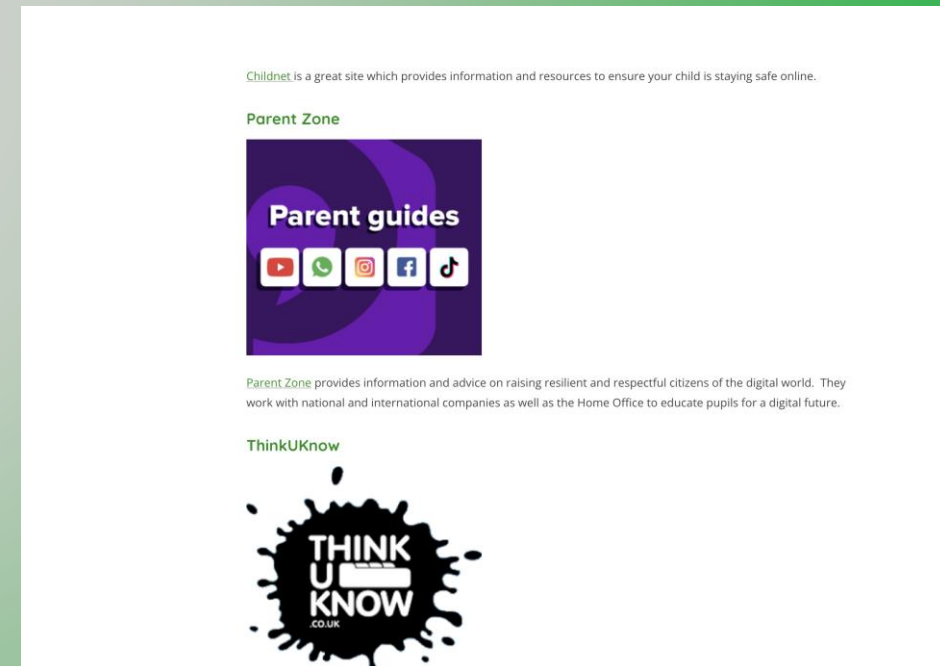 Childnet is a great site which provides information and resources to ensure your child is staying safe online.
Parent Zone
Parent guides
Parent Zone provides information and advice on raising resilient and respectful citizens of the digital world.  They
work with national and international companies as well as the Home Office to educate pupils for a digital future.
ThinkUKnow
THINK
U
KNOW
.CO.UK